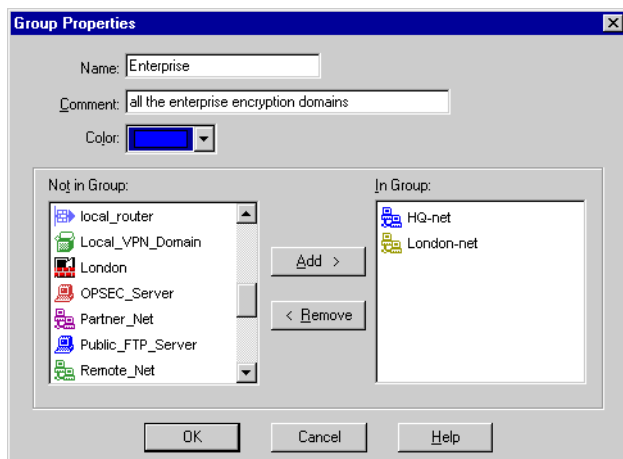 Group Properties
Name: Enterprise
Comment: all the enterprise encryption domains
Color:
Not in Group:
local_router
Local_VPN_Domain
London
OPSEC_Server
Partner_Net
Public_FTP_Server
Remote_Net
Add >
< Remove
In Group:
HQ-net
London-net
OK Cancel Help